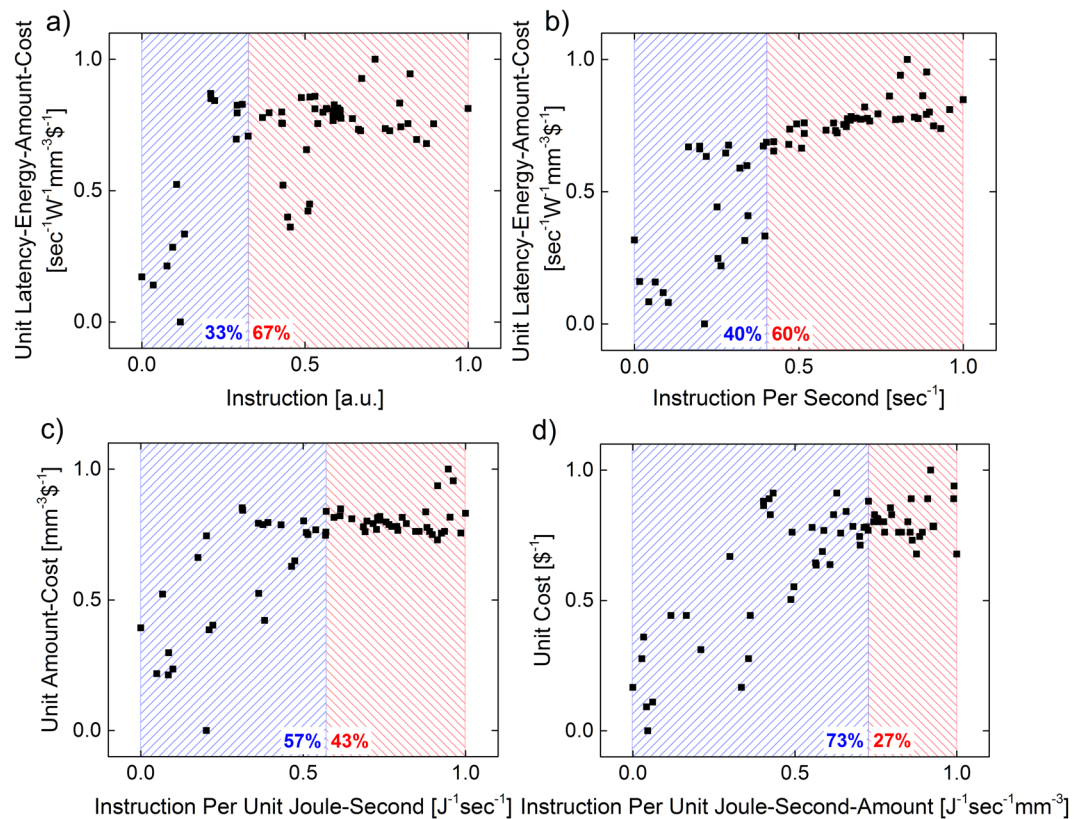 a)
Unit Latency-Energy-Amount-Cost
[sec⁻¹W⁻¹mm⁻³$⁻¹]
1.0
0.5
0.0
33% 67%
0.0 0.5 1.0
Instruction [a.u.]
b)
Unit Latency-Energy-Amount-Cost
[sec⁻¹W⁻¹mm⁻³$⁻¹]
1.0
0.5
0.0
40% 60%
0.0 0.5 1.0
Instruction Per Second [sec⁻¹]
c)
Unit Amount-Cost [mm⁻³$⁻¹]
1.0
0.5
0.0
57% 43%
0.0 0.5 1.0
Instruction Per Unit Joule-Second [J⁻¹sec⁻¹]
d)
Unit Cost [$⁻¹]
1.0
0.5
0.0
73% 27%
0.0 0.5 1.0
Instruction Per Unit Joule-Second-Amount [J⁻¹sec⁻¹mm⁻³]